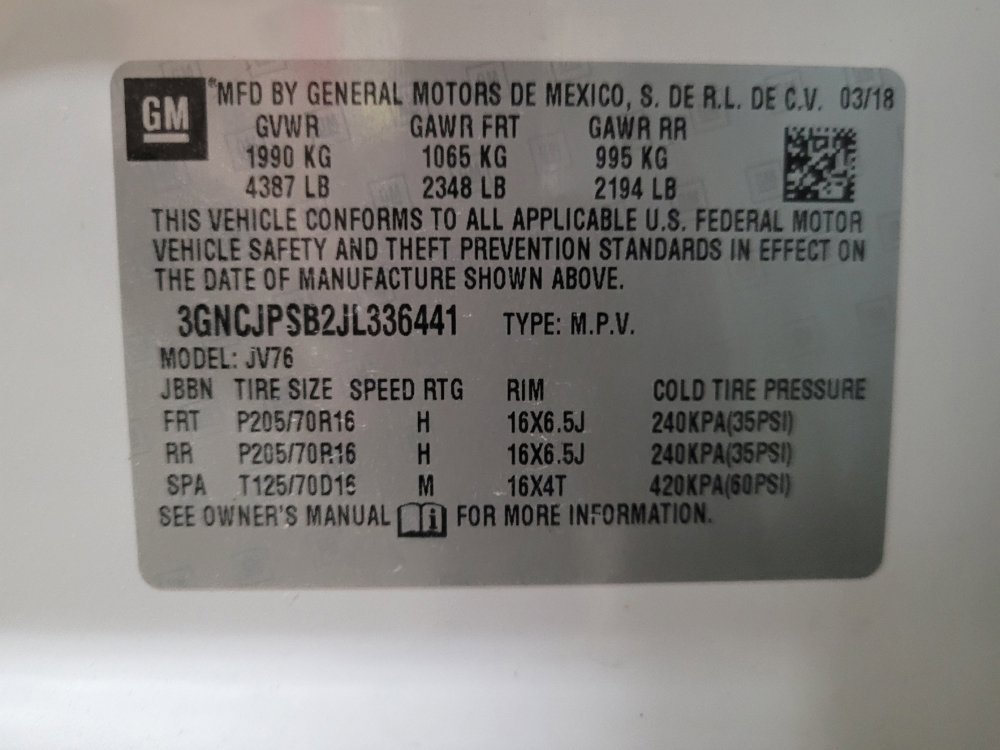 GM MFD BY GENERAL MOTORS DE MEXICO, S. DE R.L. DE C.V. 03/18
GVWR GAWR FRT GAWR RR
1990 KG 1065 KG 995 KG
4387 LB 2348 LB 2194 LB
THIS VEHICLE CONFORMS TO ALL APPLICABLE U.S. FEDERAL MOTOR
VEHICLE SAFETY AND THEFT PREVENTION STANDARDS IN EFFECT ON
THE DATE OF MANUFACTURE SHOWN ABOVE.
3GNCJPSB2JL336441 TYPE: M.P.V.
MODEL: JV76
JBBN TIRE SIZE SPEED RTG RIM COLD TIRE PRESSURE
FRT P205/70R16 H 16X6.5J 240KPA(35PSI)
RR P205/70R16 H 16X6.5J 240KPA(35PSI)
SPA T125/70D16 M 16X4T 420KPA(60PSI)
SEE OWNER'S MANUAL i FOR MORE INFORMATION.